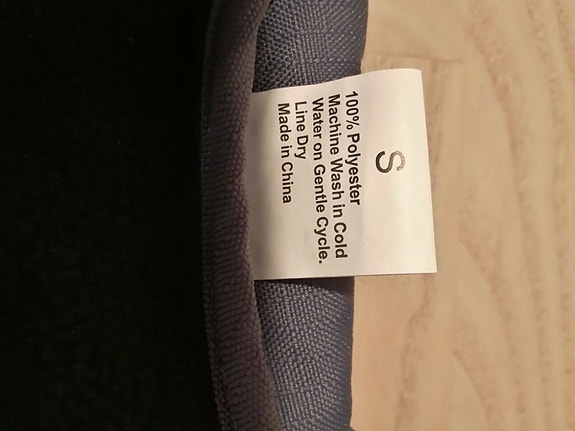 S
100% Polyester
Machine Wash in Cold
Water on Gentle Cycle.
Line Dry
Made in China